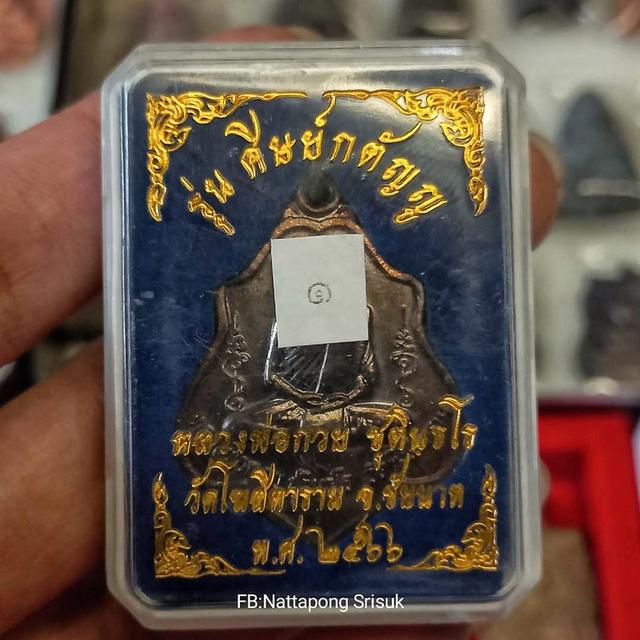 รุ่น ศิษย์กตัญญู
๑
หลวงพ่อกวย ชุตินฺธโร
วัดโฆสิตาราม จ.ชัยนาท
พ.ศ. ๒๕๖๖
FB:Nattapong Srisuk